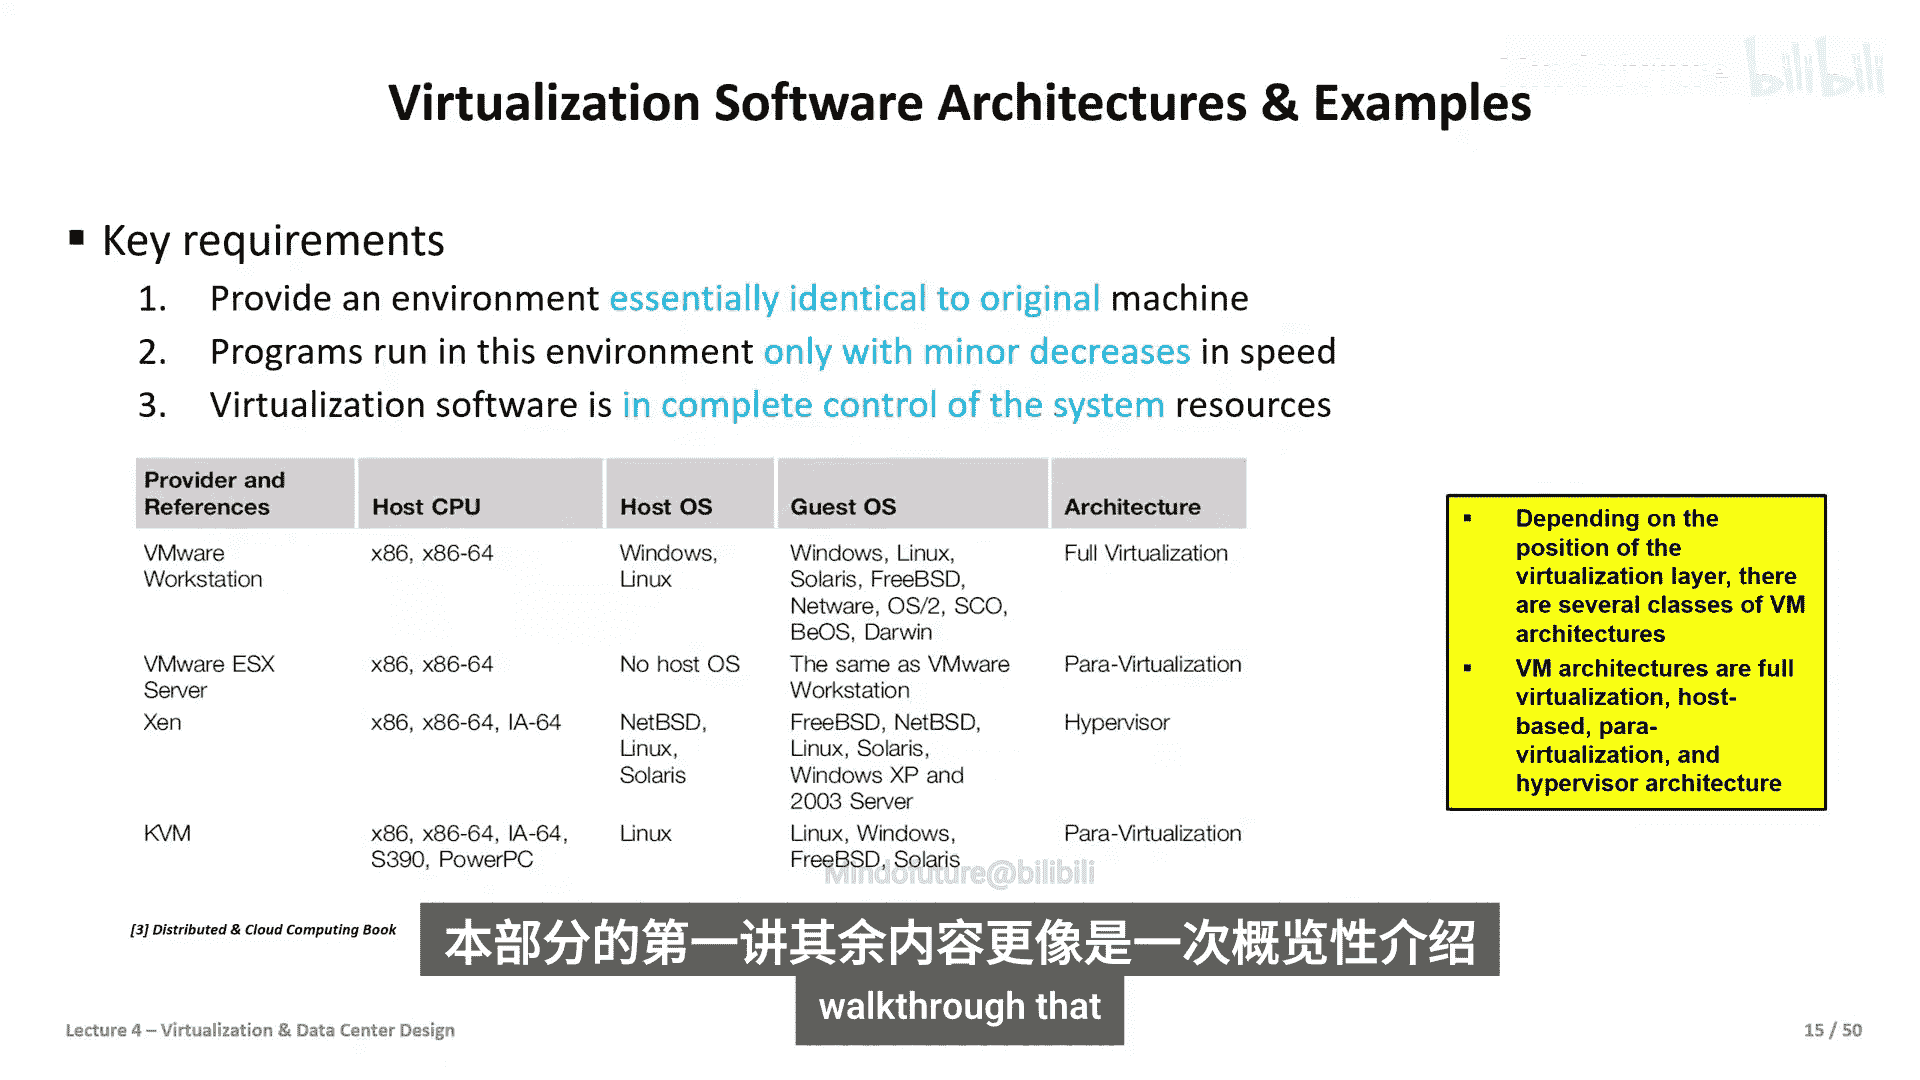 bilibili
Virtualization Software Architectures & Examples
▪ Key requirements
1. Provide an environment essentially identical to original machine
2. Programs run in this environment only with minor decreases in speed
3. Virtualization software is in complete control of the system resources
Provider and References | Host CPU | Host OS | Guest OS | Architecture
VMware Workstation | x86, x86-64 | Windows, Linux | Windows, Linux, Solaris, FreeBSD, Netware, OS/2, SCO, BeOS, Darwin | Full Virtualization
VMware ESX Server | x86, x86-64 | No host OS | The same as VMware Workstation | Para-Virtualization
Xen | x86, x86-64, IA-64 | NetBSD, Linux, Solaris | FreeBSD, NetBSD, Linux, Solaris, Windows XP and 2003 Server | Hypervisor
KVM | x86, x86-64, IA-64, S390, PowerPC | Linux | Linux, Windows, FreeBSD, Solaris | Para-Virtualization
▪ Depending on the
position of the
virtualization layer, there
are several classes of VM
architectures
▪ VM architectures are full
virtualization, host-
based, para-
virtualization, and
hypervisor architecture
Mindofuture@bilibili
[3] Distributed & Cloud Computing Book
本部分的第一讲其余内容更像是一次概览性介绍
walkthrough that
Lecture 4 – Virtualization & Data Center Design
15 / 50